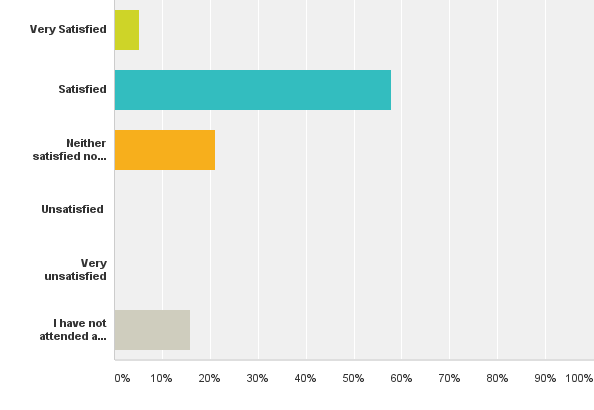 Very Satisfied
Satisfied
Neither
satisfied no...
Unsatisfied
Very
unsatisfied
I have not
attended a...
0% 10% 20% 30% 40% 50% 60% 70% 80% 90% 100%